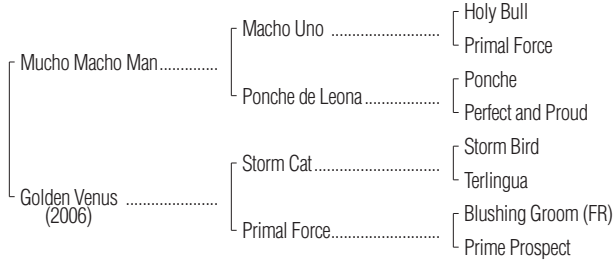 Holy Bull
Macho Uno ..................
Primal Force
Mucho Macho Man..............
Ponche
Ponche de Leona..................
Perfect and Proud
Storm Bird
Storm Cat..............................
Terlingua
Golden Venus ......................
(2006)
Blushing Groom (FR)
Primal Force..........................
Prime Prospect